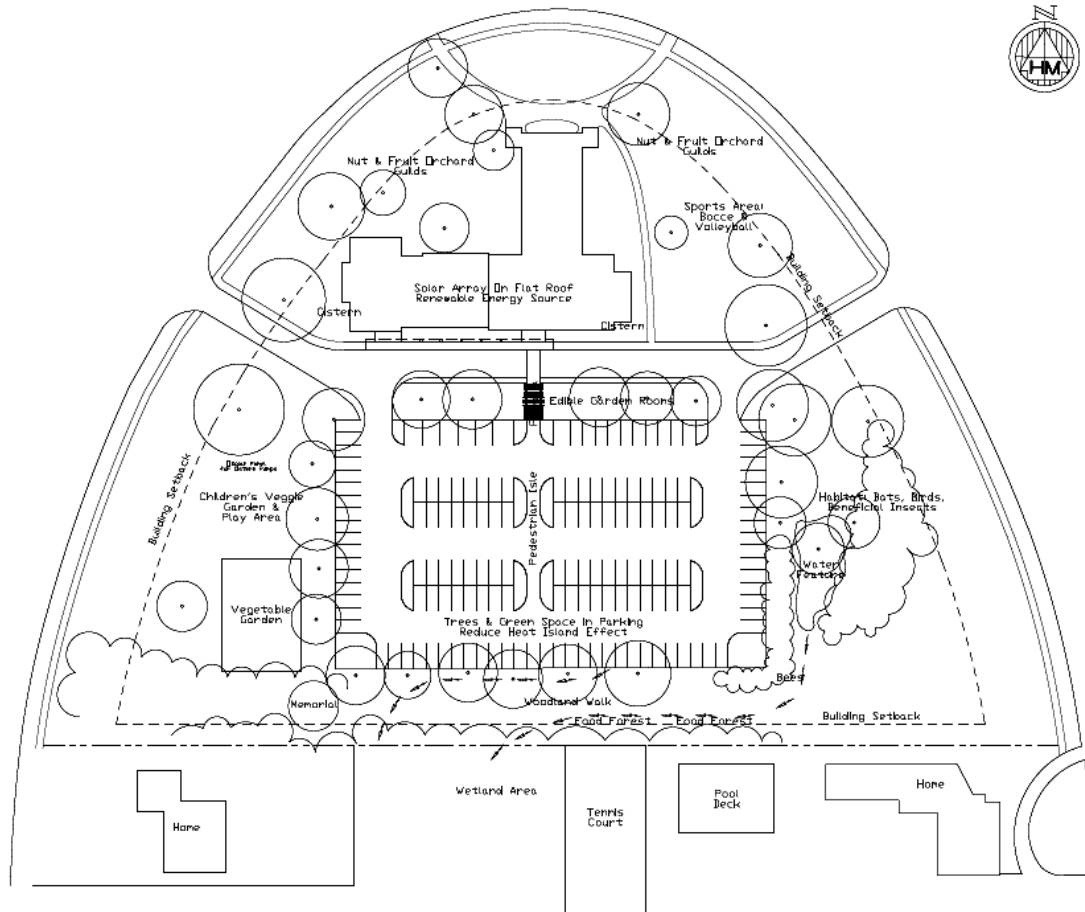 N
HM
Nut & Fruit Orchard
Guilds
Nut & Fruit Orchard
Guilds
Sports Area:
Bocce &
Volleyball
Building Setback
Solar Array On Flat Roof
Renewable Energy Source
Cistern
Cistern
Edible Garden Rooms
Building Setback
Children's Veggie
Garden &
Play Area
Pedestrian Isle
Habitat: Bats, Birds,
Beneficial Insects
Water
Feature
Vegetable
Garden
Trees & Green Space In Parking
Reduce Heat Island Effect
Bees
Memorial
Woodland Walk
Food Forest
Food Forest
Building Setback
Wetland Area
Tennis
Court
Pool
Deck
Home
Home